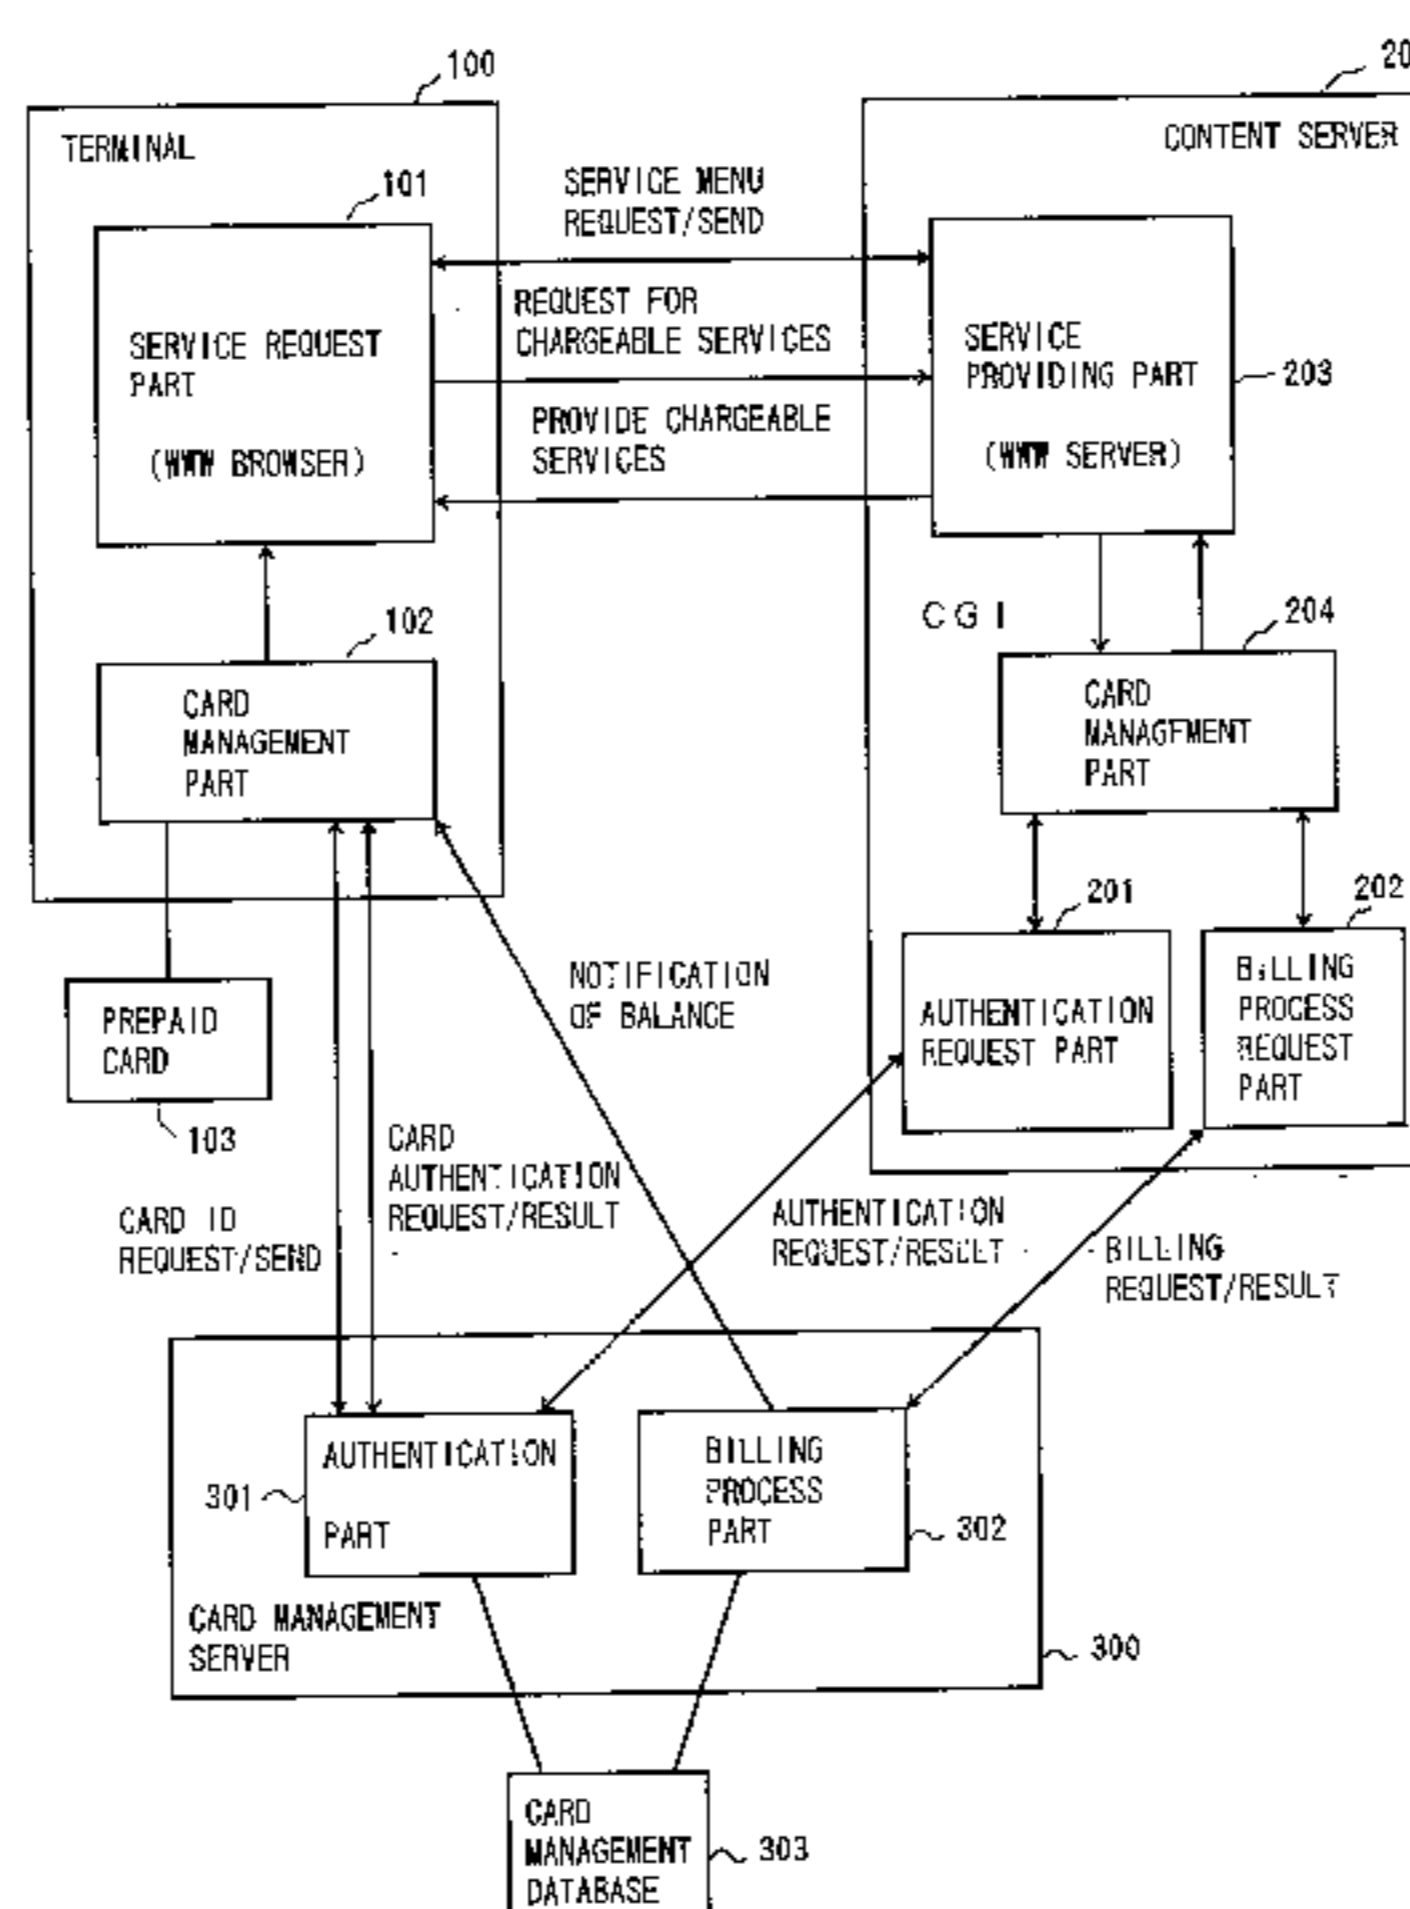 100
20
TERMINAL
CONTENT SERVER
101
SERVICE MENU
REQUEST/SEND
REQUEST FOR
CHARGEABLE SERVICES
SERVICE REQUEST
PART
(WWW BROWSER)
SERVICE
PROVIDING PART
(WWW SERVER)
203
PROVIDE CHARGEABLE
SERVICES
102
CGI
204
CARD
MANAGEMENT
PART
CARD
MANAGEMENT
PART
201
202
PREPAID
CARD
103
NOTIFICATION
OF BALANCE
AUTHENTICATION
REQUEST PART
BILLING
PROCESS
REQUEST
PART
CARD
AUTHENTICATION
REQUEST/RESULT
CARD ID
REQUEST/SEND
AUTHENTICATION
REQUEST/RESULT
BILLING
REQUEST/RESULT
AUTHENTICATION
PART
301
BILLING
PROCESS
PART
302
CARD MANAGEMENT
SERVER
300
CARD
MANAGEMENT
DATABASE
303